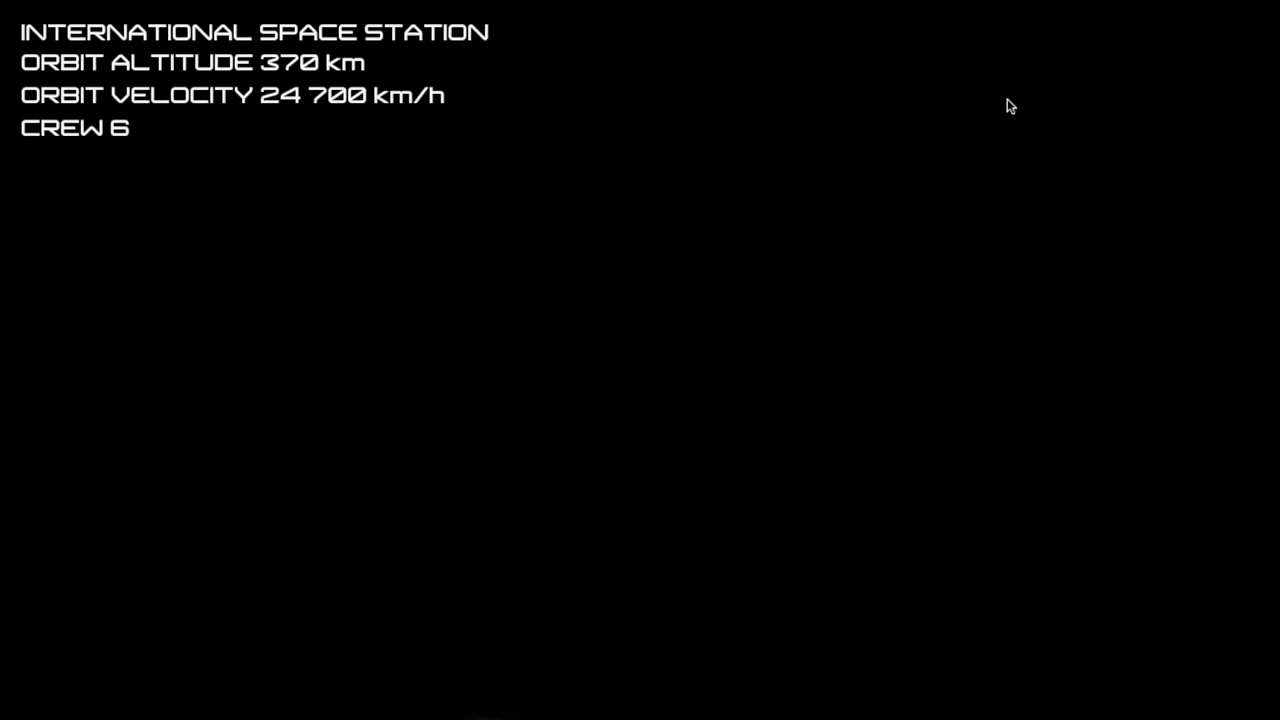 INTERNATIONAL SPACE STATION
ORBIT ALTITUDE 370 km
ORBIT VELOCITY 24 700 km/h
CREW 6